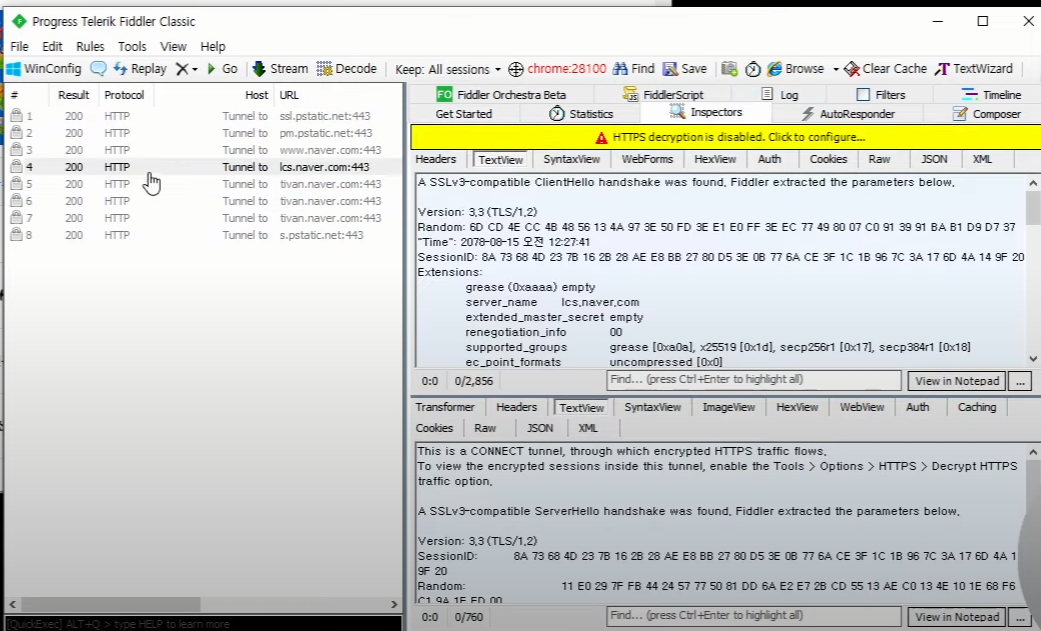 Progress Telerik Fiddler Classic
File Edit Rules Tools View Help
WinConfig Replay Go Stream Decode Keep: All sessions chrome:28100 Find Save Browse Clear Cache TextWizard
# Result Protocol Host URL
1 200 HTTP Tunnel to ssl.pstatic.net:443
2 200 HTTP Tunnel to pm.pstatic.net:443
3 200 HTTP Tunnel to www.naver.com:443
4 200 HTTP Tunnel to lcs.naver.com:443
5 200 HTTP Tunnel to tivan.naver.com:443
6 200 HTTP Tunnel to tivan.naver.com:443
7 200 HTTP Tunnel to tivan.naver.com:443
8 200 HTTP Tunnel to s.pstatic.net:443
[QuickExec] ALT+Q > type HELP to learn more
FO Fiddler Orchestra Beta FiddlerScript Log Filters Timeline
Get Started Statistics Inspectors AutoResponder Composer
HTTPS decryption is disabled. Click to configure...
Headers TextView SyntaxView WebForms HexView Auth Cookies Raw JSON XML
A SSLv3-compatible ClientHello handshake was found. Fiddler extracted the parameters below.
Version: 3.3 (TLS/1.2)
Random: 6D CD 4E CC 4B 48 56 13 4A 97 3E 50 FD 3E E1 E0 FF 3E EC 77 49 80 07 C0 91 39 91 BA B1 D9 D7 37
"Time": 2078-08-15 오전 12:27:41
SessionID: 8A 73 68 4D 23 7B 16 2B 28 AE E8 BB 27 80 D5 3E 0B 77 6A CE 3F 1C 1B 96 7C 3A 17 6D 4A 14 9F 20
Extensions:
grease (0xaaaa) empty
server_name lcs.naver.com
extended_master_secret empty
renegotiation_info 00
supported_groups grease [0xa0a], x25519 [0x1d], secp256r1 [0x17], secp384r1 [0x18]
ec_point_formats uncompressed [0x0]
0:0 0/2,856 Find... (press Ctrl+Enter to highlight all) View in Notepad ...
Transformer Headers TextView SyntaxView ImageView HexView WebView Auth Caching
Cookies Raw JSON XML
This is a CONNECT tunnel, through which encrypted HTTPS traffic flows.
To view the encrypted sessions inside this tunnel, enable the Tools > Options > HTTPS > Decrypt HTTPS
traffic option.
A SSLv3-compatible ServerHello handshake was found. Fiddler extracted the parameters below.
Version: 3.3 (TLS/1.2)
SessionID: 8A 73 68 4D 23 7B 16 2B 28 AE E8 BB 27 80 D5 3E 0B 77 6A CE 3F 1C 1B 96 7C 3A 17 6D 4A 1
9F 20
Random: 11 E0 29 7F FB 44 24 57 77 50 81 DD 6A E2 E7 2B CD 55 13 AE C0 13 4E 10 1E 68 F6
C1 9A 1F ED 00
0:0 0/760 Find... (press Ctrl+Enter to highlight all) View in Notepad ...